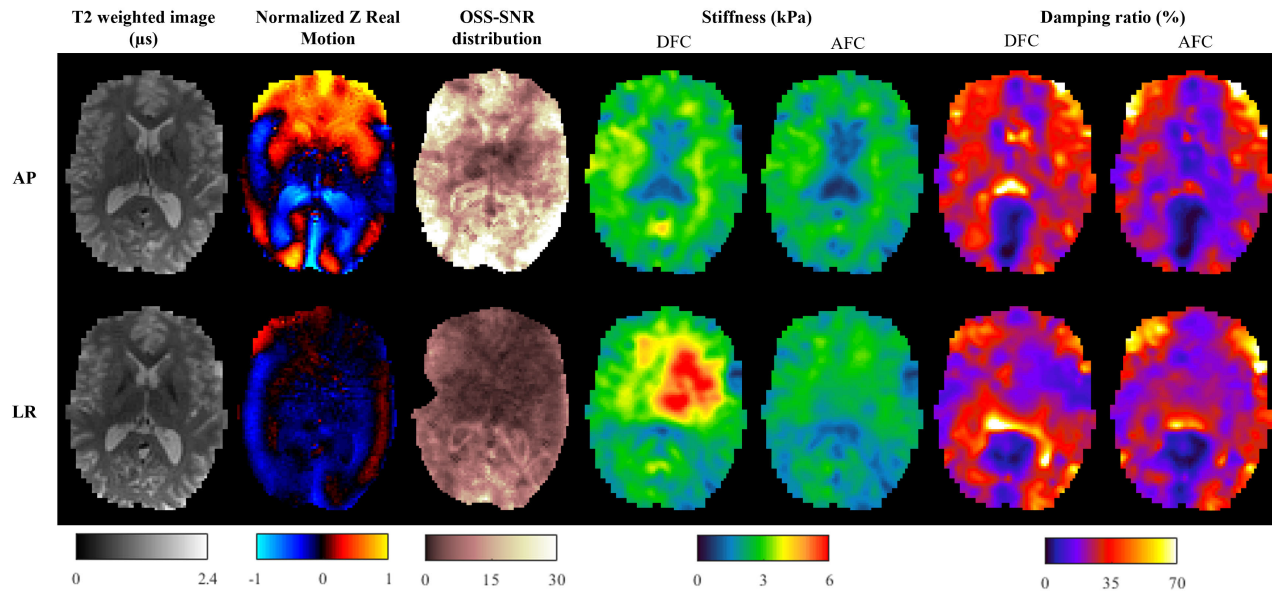 T2 weighted image
(µs)
Normalized Z Real
Motion
OSS-SNR
distribution
Stiffness (kPa)
DFC AFC
Damping ratio (%)
DFC AFC
AP
LR
0 2.4
-1 0 1
0 15 30
0 3 6
0 35 70